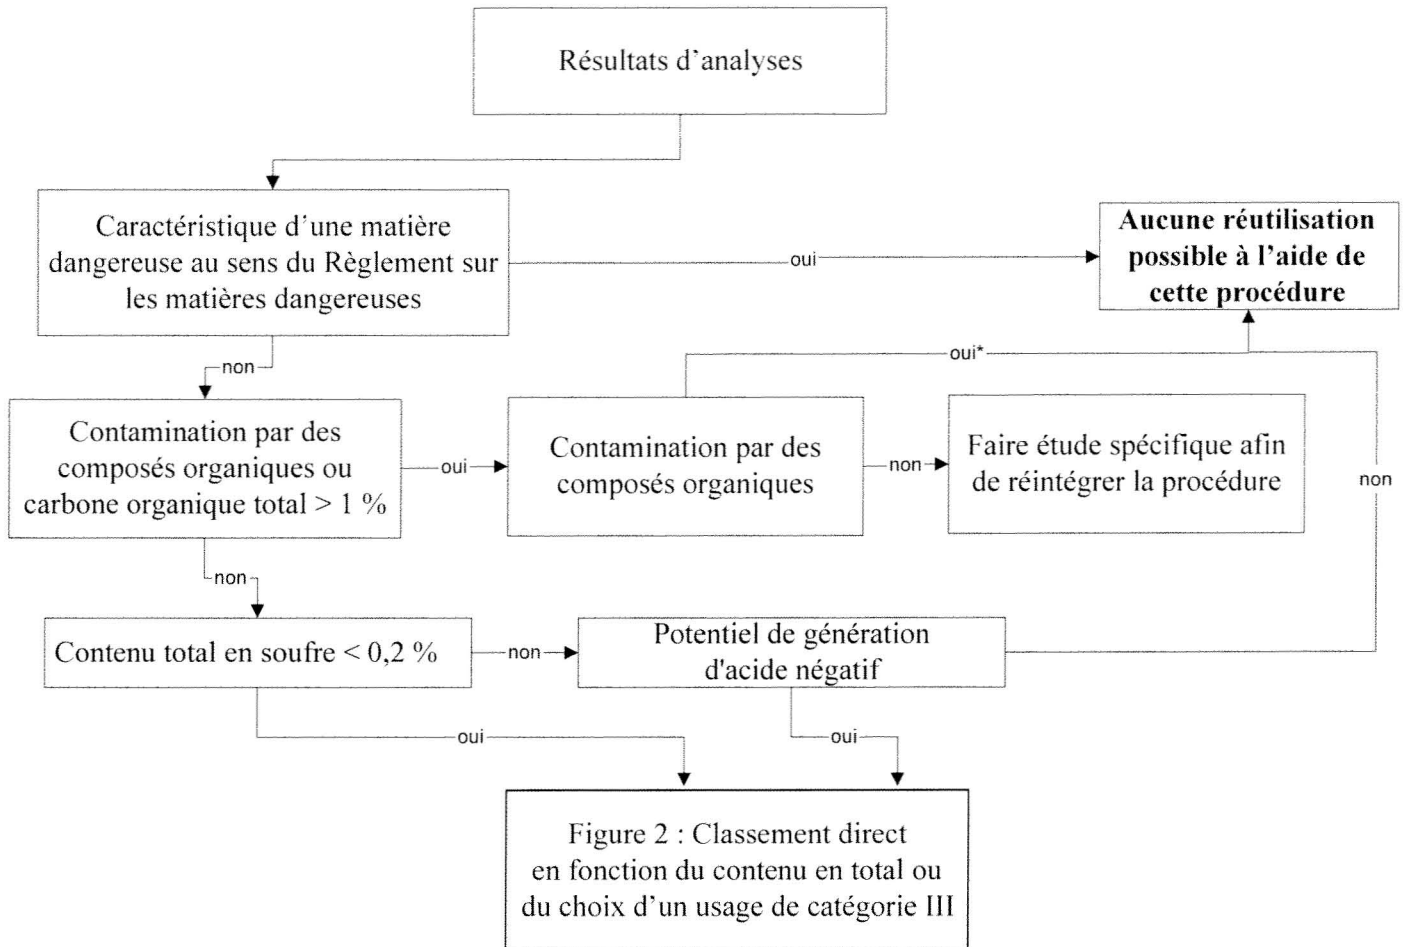 Résultats d’analyses
Caractéristique d’une matière
dangereuse au sens du Règlement sur
les matières dangereuses
oui
Aucune réutilisation
possible à l’aide de
cette procédure
non
oui*
Contamination par des
composés organiques ou
carbone organique total > 1 %
oui
Contamination par des
composés organiques
non
Faire étude spécifique afin
de réintégrer la procédure
non
non
Contenu total en soufre < 0,2 %
non
Potentiel de génération
d'acide négatif
oui
oui
Figure 2 : Classement direct
en fonction du contenu en total ou
du choix d’un usage de catégorie III